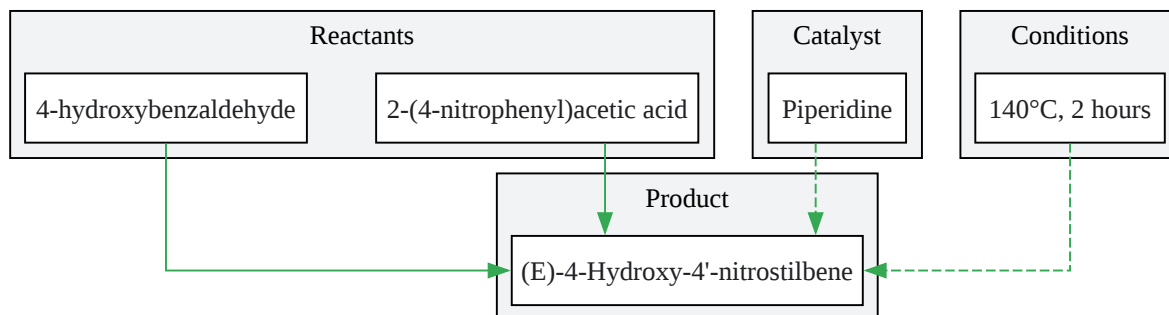 Reactants
Catalyst
Conditions
4-hydroxybenzaldehyde
2-(4-nitrophenyl)acetic acid
Piperidine
140°C, 2 hours
Product
(E)-4-Hydroxy-4'-nitrostilbene